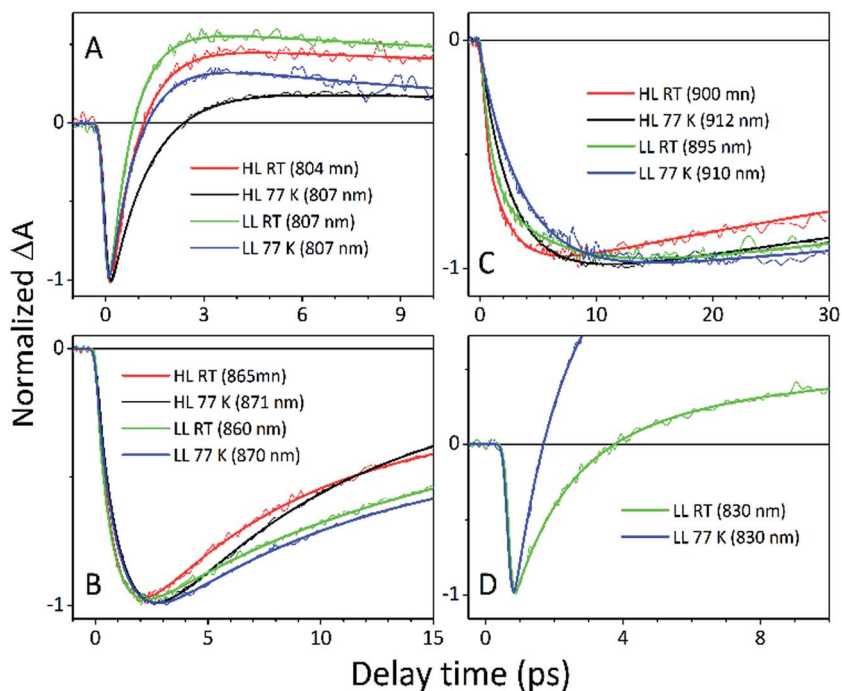 Normalized ΔA
A
0
-1
0
3
6
9
HL RT (804 mn)
HL 77 K (807 nm)
LL RT (807 nm)
LL 77 K (807 nm)
C
0
-1
0
10
20
30
HL RT (900 mn)
HL 77 K (912 nm)
LL RT (895 nm)
LL 77 K (910 nm)
B
0
-1
0
5
10
15
HL RT (865mn)
HL 77 K (871 nm)
LL RT (860 nm)
LL 77 K (870 nm)
D
0
-1
0
4
8
LL RT (830 nm)
LL 77 K (830 nm)
Delay time (ps)